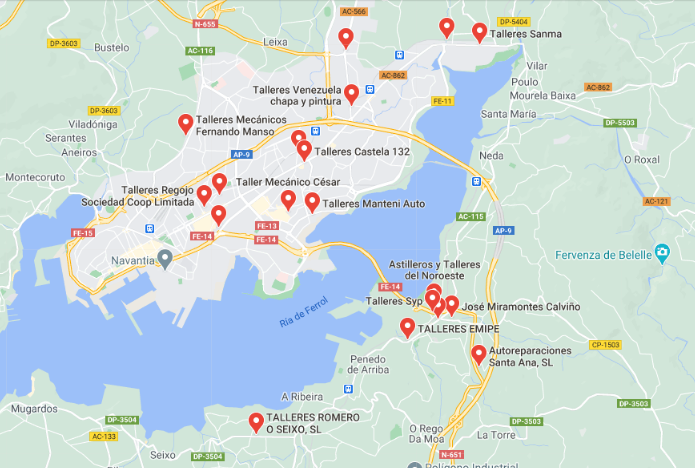 N-655
AC-566
DP-5404
DP-3603
Bustelo
AC-116
Leixa
Talleres Sanma
AC-862
Vilar
Poulo
AC-566
Talleres Venezuela
chapa y pintura
FE-11
Mourela Baixa
DP-3603
Santa María
DP-5503
Viladóniga
Talleres Mecánicos
Fernando Manso
Serantes
Aneiros
AP-9
Talleres Castela 132
Neda
O Roxal
Montecoruto
Taller Mecánico César
Talleres Regojo
Sociedad Coop Limitada
Talleres Manteni Auto
AC-121
AC-115
FE-15
FE-14
FE-13
FE-14
AP-9
Navantia
Fervenza de Belelle
Astilleros y Talleres
del Noroeste
FE-14
Talleres Syp
José Miramontes Calviño
Ría de Ferrol
TALLERES EMIPE
CP-1503
Autoreparaciones
Santa Ana, SL
Penedo
de Arriba
A Ribeira
DP-3503
Mugardos
DP-3504
TALLERES ROMERO
O SEIXO, SL
AC-133
O Rego
Da Moa
La Torre
DP-3503
Seixo
DP-3504
N-651
Polígono Industrial